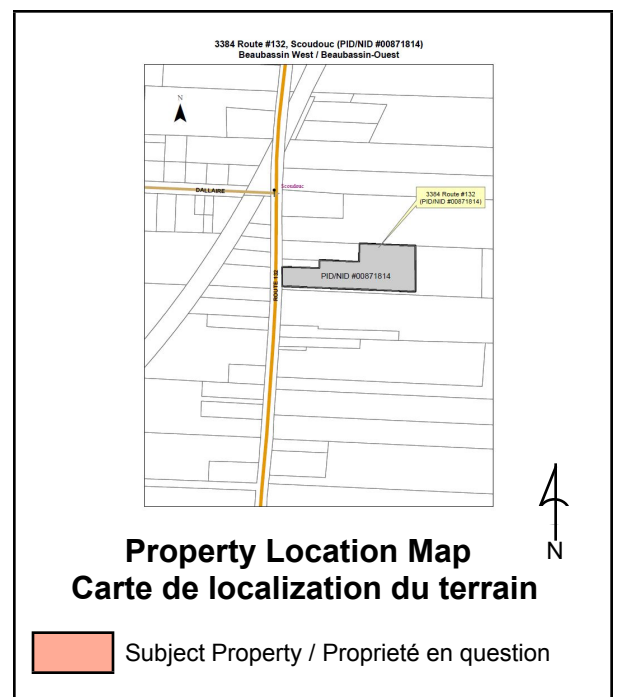 3384 Route #132, Scoudouc (PID/NID #00871814)
Beaubassin West / Beaubassin-Ouest
N
Scoudouc
DALLAIRE
3384 Route #132
(PID/NID #00871814)
ROUTE 132
PID/NID #00871814
Property Location Map
N
Carte de localization du terrain
Subject Property / Proprieté en question